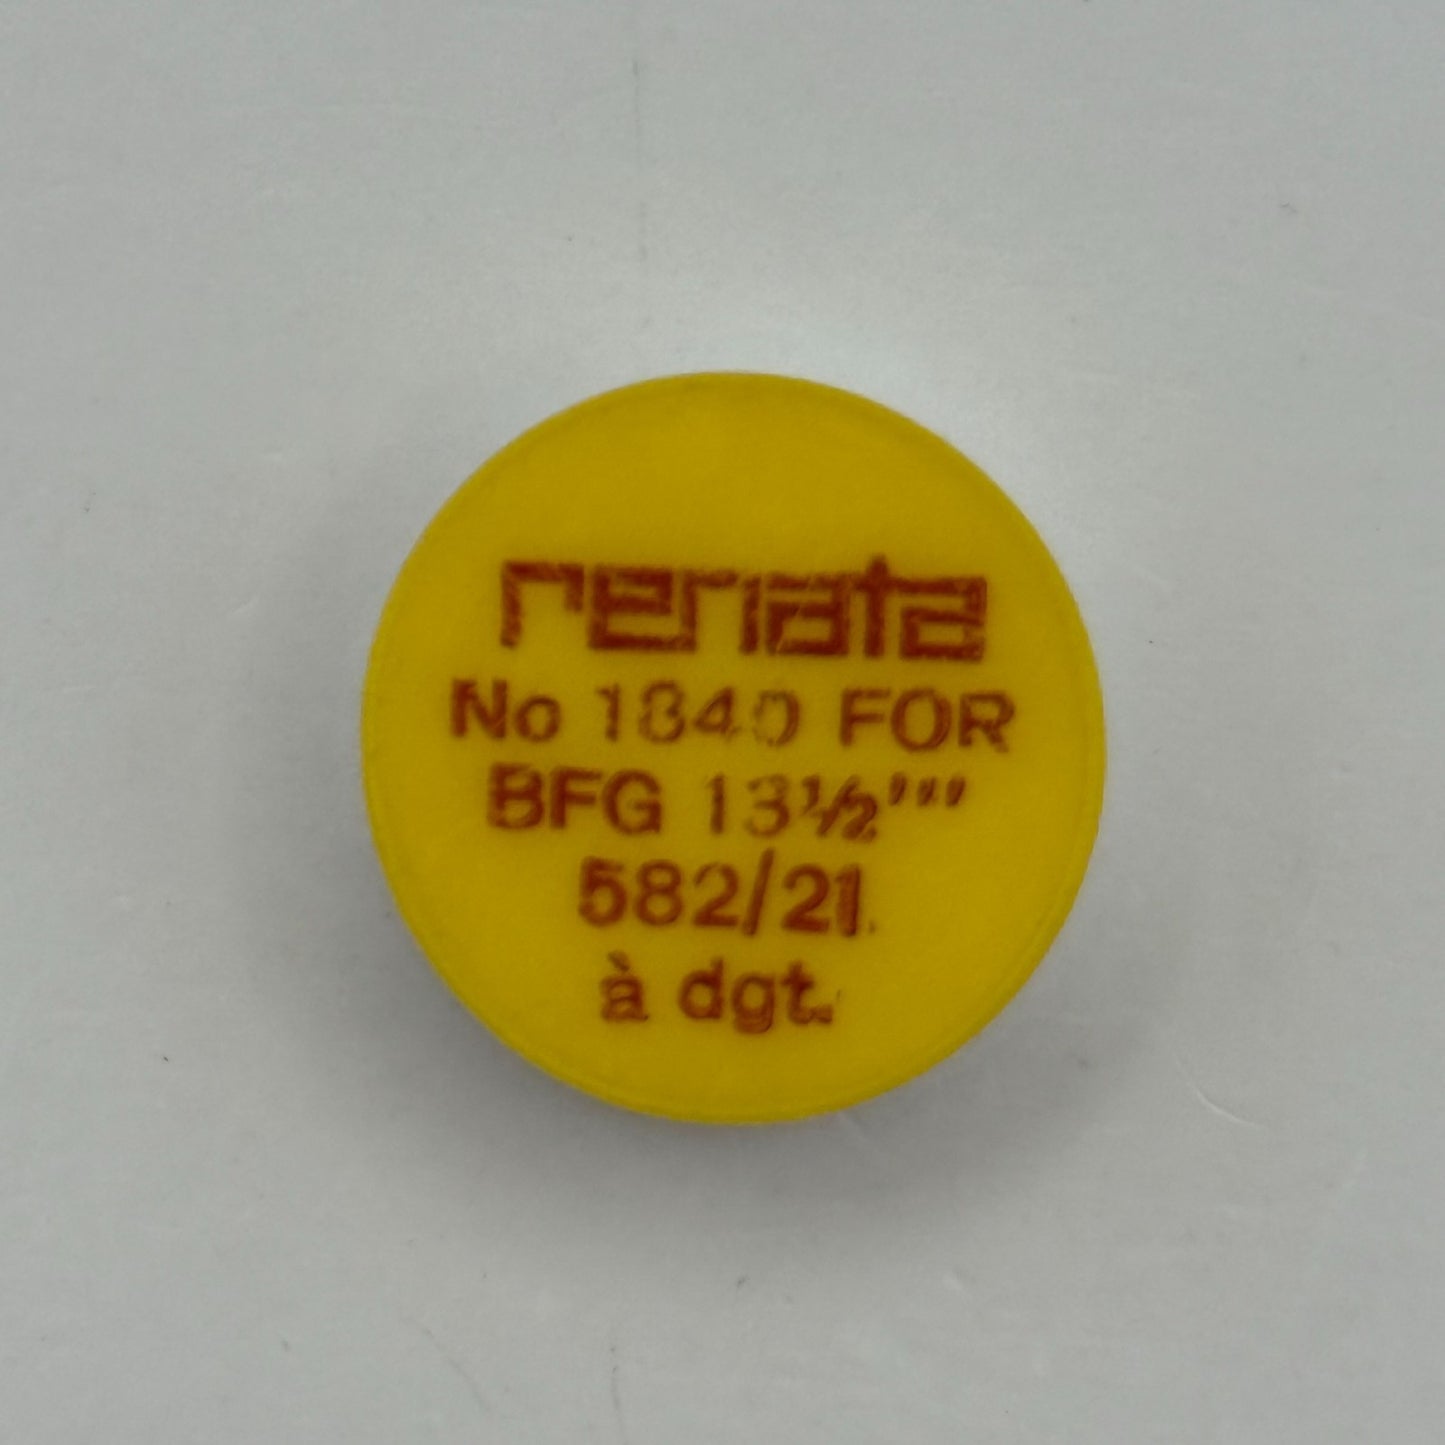 renata
No 1840 FOR
BFG 13½'''
582/21.
à dgt.